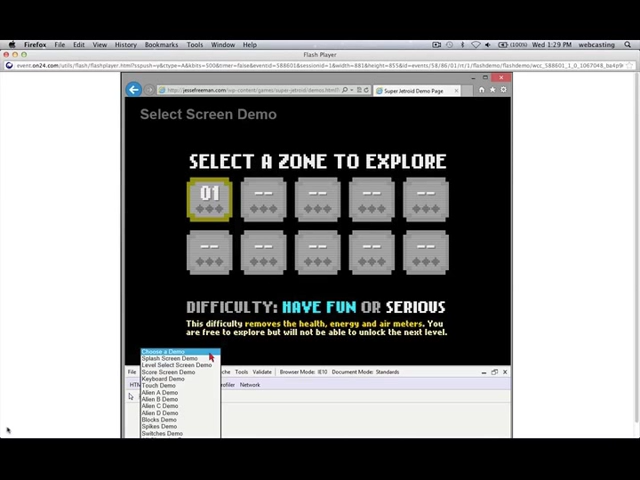 Firefox File Edit View History Bookmarks Tools Window Help (100%) Wed 1:29 PM webcasting
Flash Player
Super Jetroid Demo Page
Select Screen Demo
SELECT A ZONE TO EXPLORE
01 -- -- -- --
-- -- -- -- --
DIFFICULTY: HAVE FUN OR SERIOUS
This difficulty removes the health, energy and air meters. You
are free to explore but will not be able to unlock the next level.
Choose a Demo
Splash Screen Demo
Level Select Screen Demo
Score Screen Demo
Keyboard Demo
Touch Demo
Alien A Demo
Alien B Demo
Alien C Demo
Alien D Demo
Blocks Demo
Spikes Demo
Switches Demo
File Tools Validate Browser Mode: IE10 Document Mode: Standards
Network